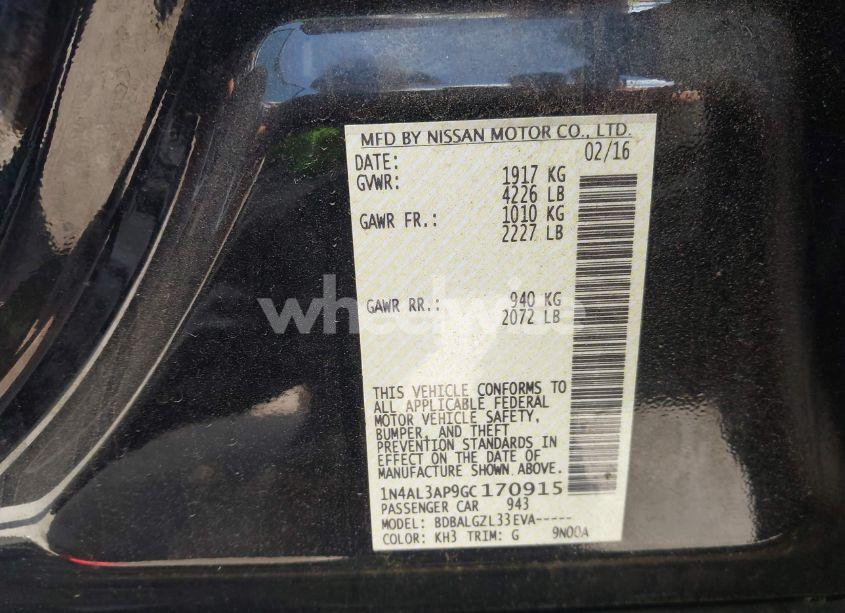 MFD BY NISSAN MOTOR CO., LTD.
DATE: 02/16
GVWR: 1917 KG
4226 LB
GAWR FR.: 1010 KG
2227 LB
GAWR RR.: 940 KG
2072 LB
THIS VEHICLE CONFORMS TO
ALL APPLICABLE FEDERAL
MOTOR VEHICLE SAFETY,
BUMPER, AND THEFT
PREVENTION STANDARDS IN
EFFECT ON THE DATE OF
MANUFACTURE SHOWN ABOVE.
1N4AL3AP9GC170915
PASSENGER CAR 943
MODEL: BDBALGZL33EVA-----
COLOR: KH3 TRIM: G 9N00A